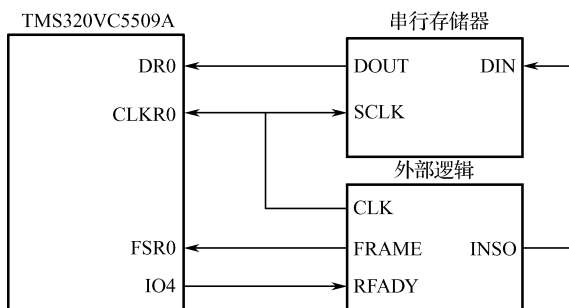 TMS320VC5509A
串行存储器
DR0
DOUT
DIN
CLKR0
SCLK
外部逻辑
CLK
FSR0
FRAME
INSO
IO4
RFADY